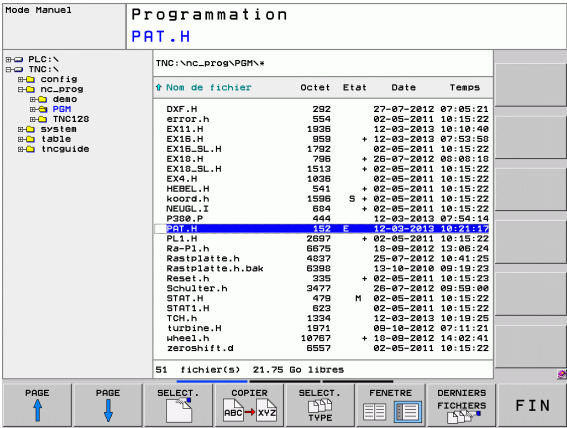 Mode Manuel
Programmation
PAT.H
PLC:\
TNC:\
config
nc_prog
demo
PGM
TNC128
system
table
tncguide
TNC:\nc_prog\PGM\*
Nom de fichier Octet Etat Date Temps
DXF.H 292 27-07-2012 07:05:21
error.h 554 02-05-2011 10:15:22
EX11.H 1936 12-03-2013 10:10:40
EX16.H 959 + 12-03-2013 07:53:58
EX16_SL.H 1792 02-05-2011 10:15:22
EX18.H 796 + 26-07-2012 08:08:18
EX18_SL.H 1513 + 02-05-2011 10:15:22
EX4.H 1036 02-05-2011 10:15:22
HEBEL.H 541 + 02-05-2011 10:15:22
koord.h 1596 S + 02-05-2011 10:15:22
NEUGL.I 684 + 02-05-2011 10:15:22
P380.P 444 12-03-2013 07:54:14
PAT.H 152 E 12-03-2013 10:21:17
PL1.H 2697 + 02-05-2011 10:15:22
Ra-Pl.h 6675 18-09-2012 13:06:24
Rastplatte.h 4837 25-07-2012 10:41:25
Rastplatte.h.bak 6398 13-10-2010 09:19:23
Reset.h 335 + 02-05-2011 10:15:23
Schulter.h 3477 26-07-2012 09:59:00
STAT.H 479 M 02-05-2011 10:15:22
STAT1.H 623 02-05-2011 10:15:22
TCH.h 1334 12-03-2013 10:19:25
turbine.H 1971 09-10-2012 07:11:21
wheel.h 10767 + 18-09-2012 14:02:41
zeroshift.d 6557 02-05-2011 10:15:22
51 fichier(s) 21.75 Go libres
PAGE
PAGE
SELECT.
COPIER
ABC XYZ
SELECT.
TYPE
FENETRE
DERNIERS
FICHIERS
FIN